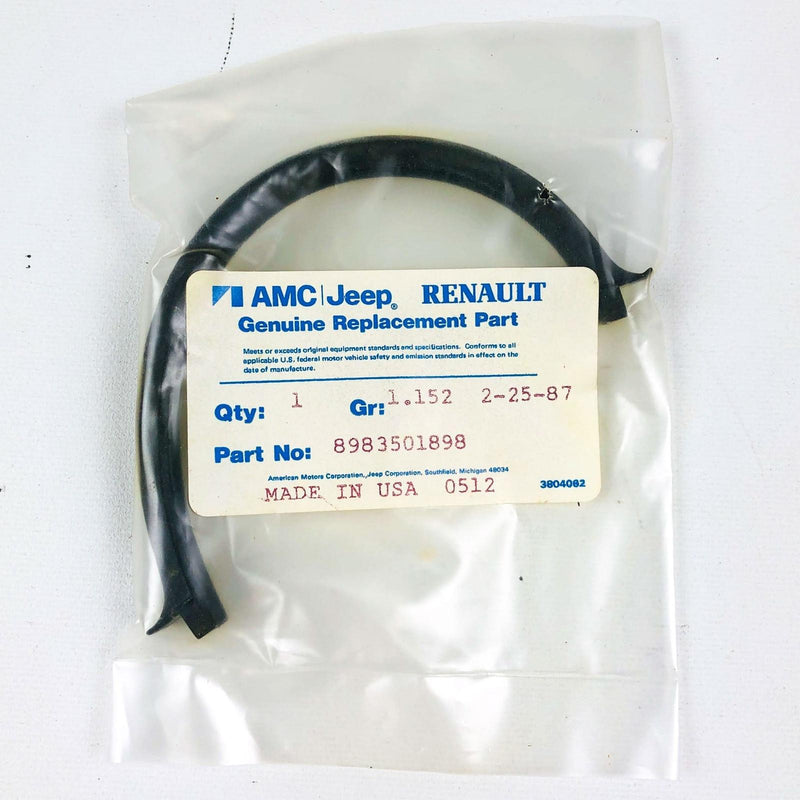 AMC|Jeep® RENAULT
Genuine Replacement Part
Meets or exceeds original equipment standards and specifications. Conforms to all
applicable U.S. federal motor vehicle safety and emission standards in effect on the
date of manufacture.
Qty: 1 Gr: 1.152 2-25-87
Part No: 8983501898
American Motors Corporation, Jeep Corporation, Southfield, Michigan 48034
MADE IN USA 0512 3804082